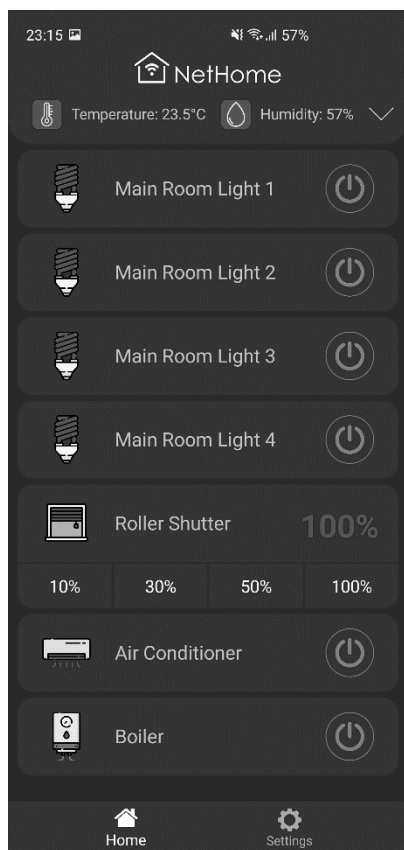 23:15 57%
NetHome
Temperature: 23.5°C Humidity: 57%
Main Room Light 1
Main Room Light 2
Main Room Light 3
Main Room Light 4
Roller Shutter 100%
10% 30% 50% 100%
Air Conditioner
Boiler
Home Settings